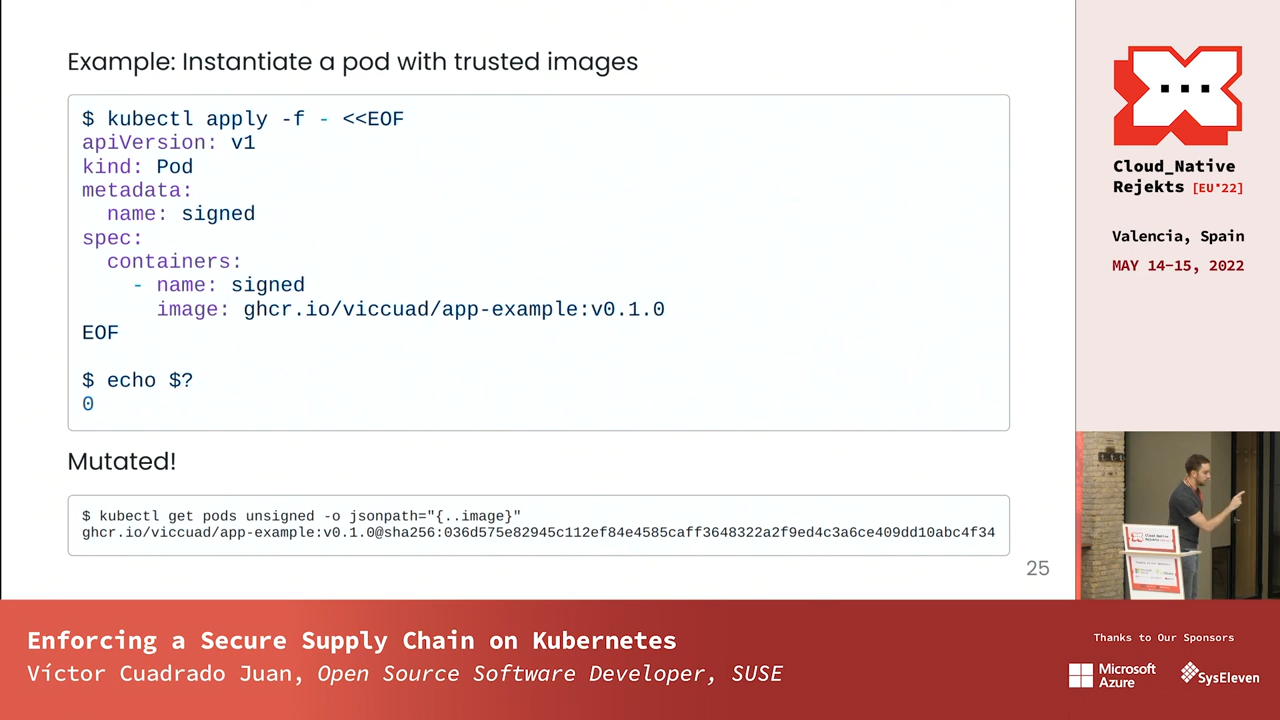 Example: Instantiate a pod with trusted images
$ kubectl apply -f - <<EOF
apiVersion: v1
kind: Pod
metadata:
  name: signed
spec:
  containers:
    - name: signed
      image: ghcr.io/viccuad/app-example:v0.1.0
EOF
$ echo $?
0
Mutated!
$ kubectl get pods unsigned -o jsonpath="{..image}"
ghcr.io/viccuad/app-example:v0.1.0@sha256:036d575e82945c112ef84e4585caff3648322a2f9ed4c3a6ce409dd10abc4f34
25
Cloud_Native
Rejekts [EU'22]
Valencia, Spain
MAY 14-15, 2022
Enforcing a Secure Supply Chain on Kubernetes
Víctor Cuadrado Juan, Open Source Software Developer, SUSE
Thanks to Our Sponsors
Microsoft
Azure
SysEleven